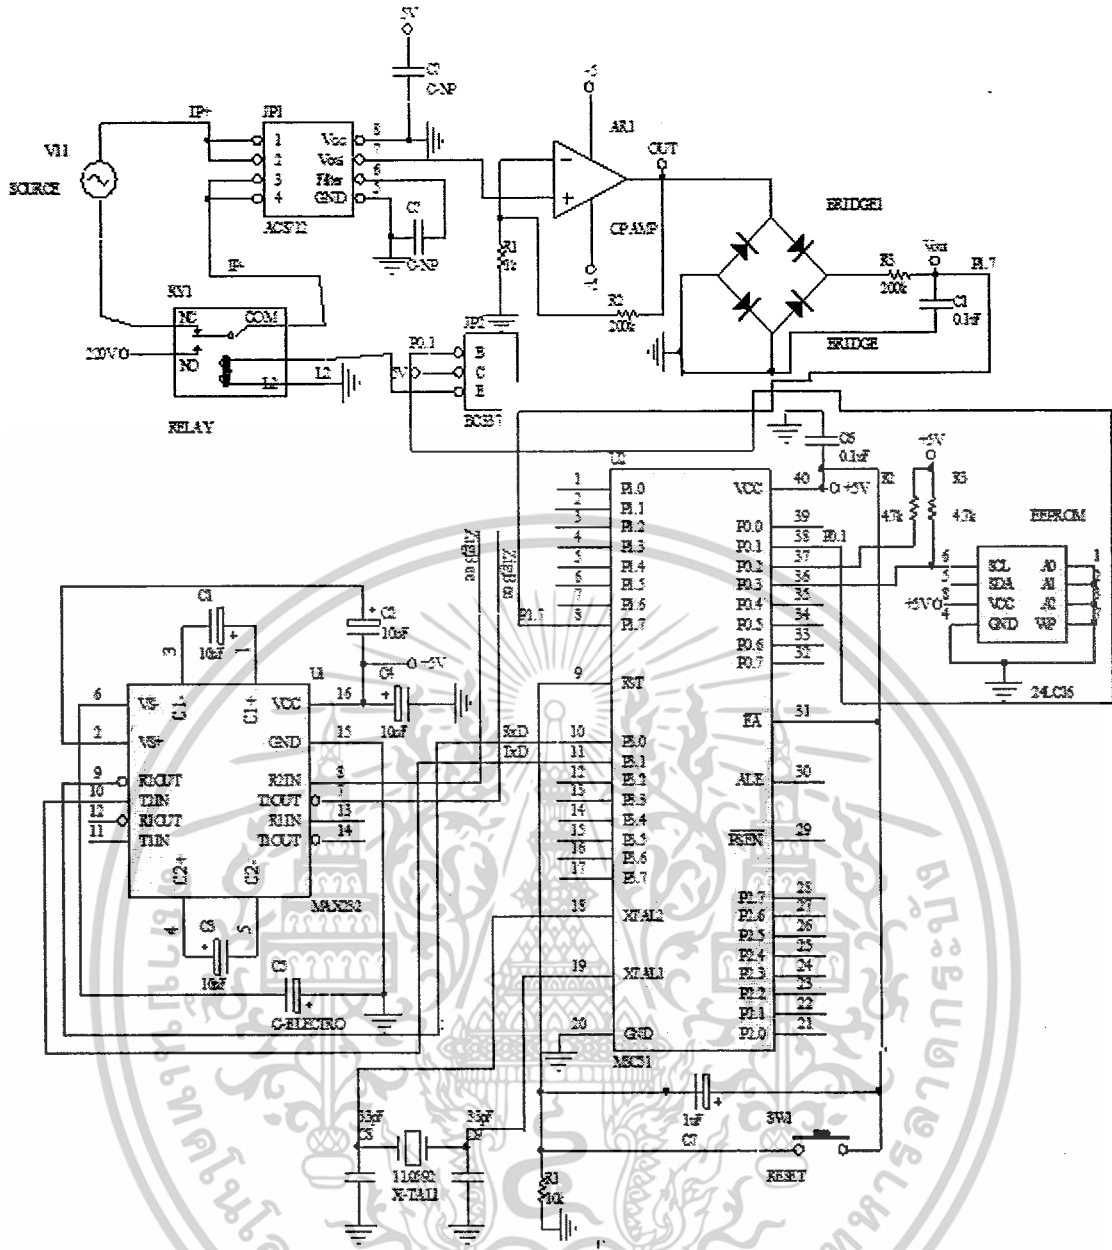 5V
C3
C-NP
IP+
JP1
V11
SOURCE
1
2
3
4
Vcc
Vout
Filter
GND
8
7
6
5
ACS712
C?
C-NP
IP-
AR1
OPAMP
OUT
R1
1k
R2
200k
BRIDGE1
BRIDGE
R3
200k
Vout
P1.7
C1
0.1uF
RY1
NC
COM
220V
NO
L2
L2
RELAY
JP2
P0.1
5V
B
C
E
BC337
C6
0.1uF
+5V
+5V
R2
4.7k
R3
4.7k
EEPROM
6
5
8
4
SCL
SDA
VCC
GND
A0
A1
A2
WP
1
+5V
24LC16
U2
1
2
3
4
5
6
7
8
P1.0
P1.1
P1.2
P1.3
P1.4
P1.5
P1.6
P1.7
P1.7
9
RST
RxD
TxD
10
11
12
13
14
15
16
17
P3.0
P3.1
P3.2
P3.3
P3.4
P3.5
P3.6
P3.7
18
XTAL2
19
XTAL1
20
GND
MSC51
VCC
40
P0.0
39
P0.1
38
P0.1
P0.2
37
P0.3
36
P0.4
35
P0.5
34
P0.6
33
P0.7
32
EA
31
ALE
30
PSEN
29
P2.7
28
P2.6
27
P2.5
26
P2.4
25
P2.3
24
P2.2
23
P2.1
22
P2.0
21
ZigBee
ZigBee
C1
10uF
3
1
C2
10uF
+5V
C4
10uF
U1
6
2
9
10
12
11
VS-
VS+
R2OUT
T2IN
R1OUT
T1IN
C1-
C1+
C2+
C2-
VCC
GND
R2IN
T2OUT
R1IN
T1OUT
16
15
8
7
13
14
MAX232
4
5
C3
10uF
C5
C-ELECTRO
33pF
C8
33pF
C9
11.0592
X-TAL1
1uF
C7
SW1
RESET
R1
10k